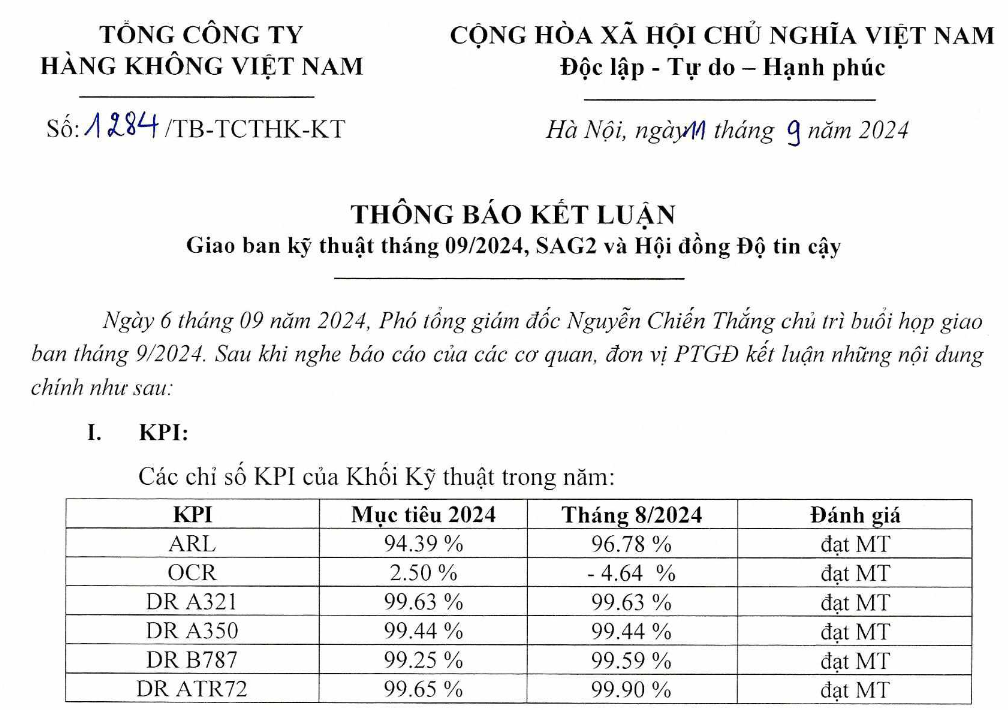 TỔNG CÔNG TY
HÀNG KHÔNG VIỆT NAM
Số: 1284/TB-TCTHK-KT
CỘNG HÒA XÃ HỘI CHỦ NGHĨA VIỆT NAM
Độc lập - Tự do – Hạnh phúc
Hà Nội, ngày 11 tháng 9 năm 2024
THÔNG BÁO KẾT LUẬN
Giao ban kỹ thuật tháng 09/2024, SAG2 và Hội đồng Độ tin cậy
Ngày 6 tháng 09 năm 2024, Phó tổng giám đốc Nguyễn Chiến Thắng chủ trì buổi họp giao
ban tháng 9/2024. Sau khi nghe báo cáo của các cơ quan, đơn vị PTGĐ kết luận những nội dung
chính như sau:
I. KPI:
Các chỉ số KPI của Khối Kỹ thuật trong năm:
KPI Mục tiêu 2024 Tháng 8/2024 Đánh giá
ARL 94.39 % 96.78 % đạt MT
OCR 2.50 % - 4.64 % đạt MT
DR A321 99.63 % 99.63 % đạt MT
DR A350 99.44 % 99.44 % đạt MT
DR B787 99.25 % 99.59 % đạt MT
DR ATR72 99.65 % 99.90 % đạt MT